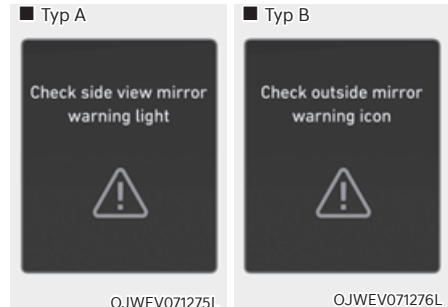 ■ Typ A
Check side view mirror
warning light
OJWEV071275L
■ Typ B
Check outside mirror
warning icon
OJWEV071276L